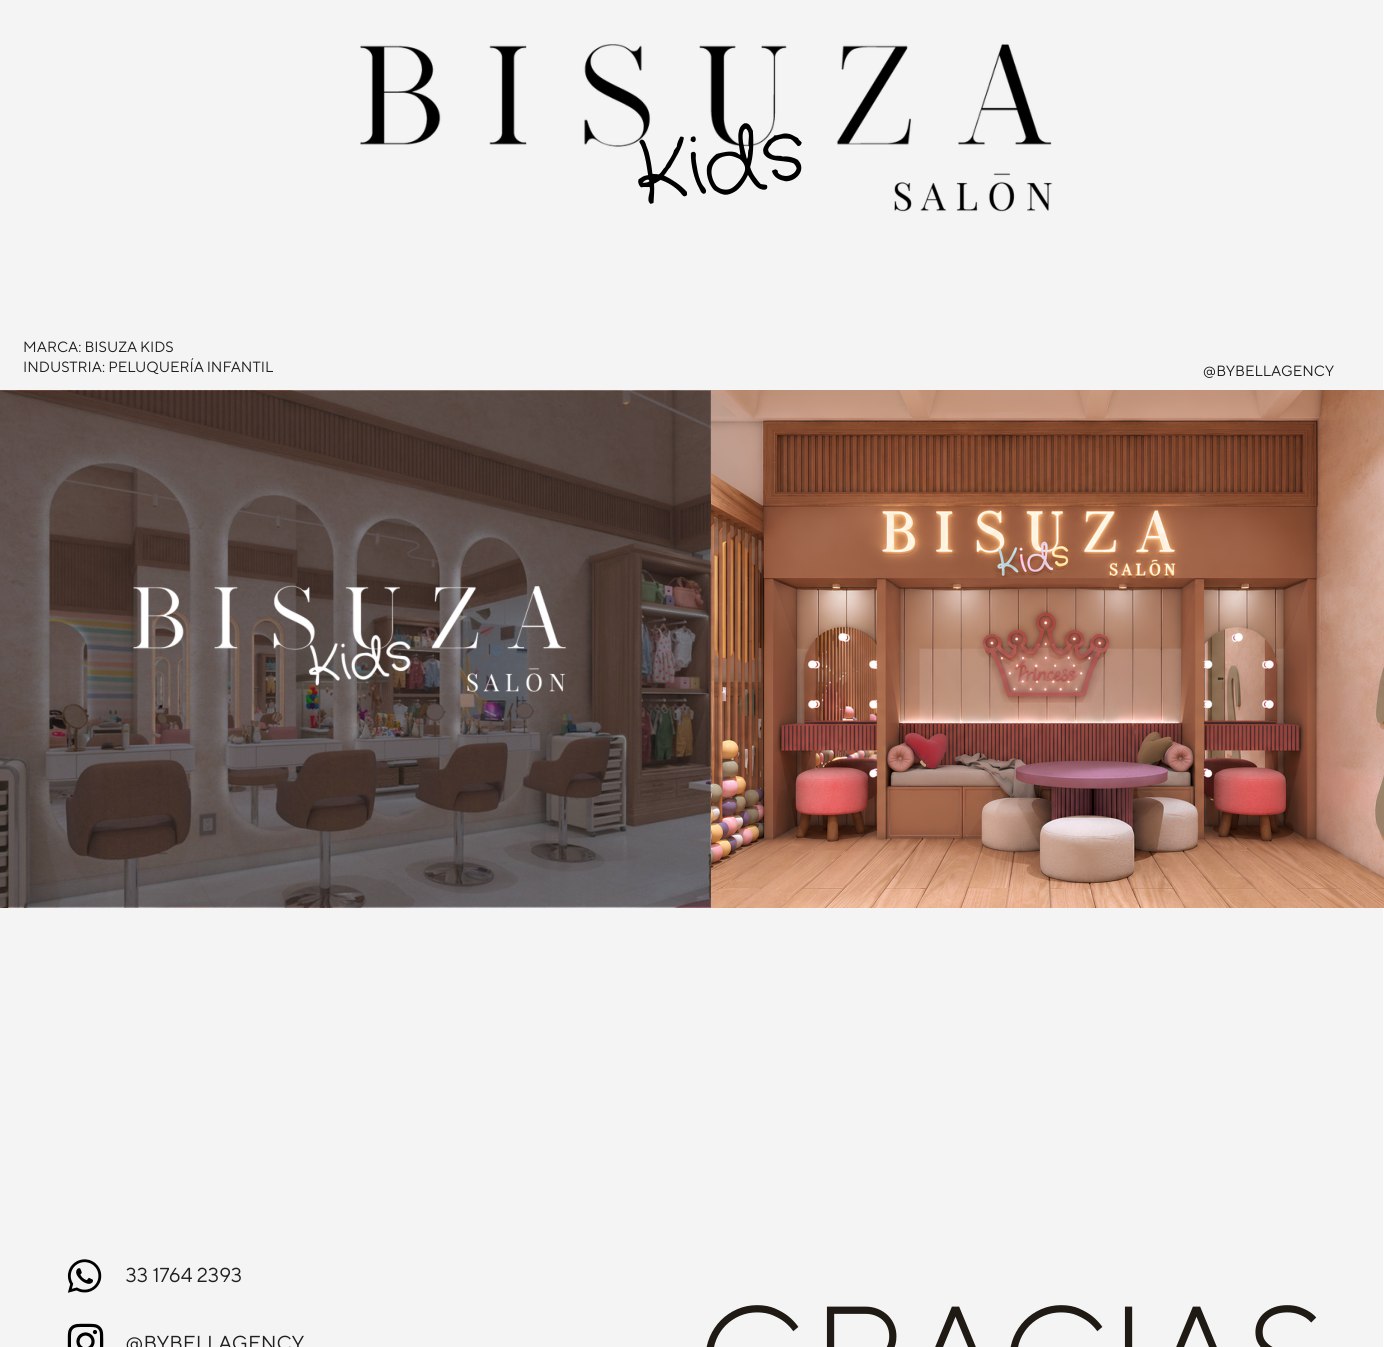 BISUZA
Kids
SALŌN
MARCA: BISUZA KIDS
INDUSTRIA: PELUQUERÍA INFANTIL
@BYBELLAGENCY
BISUZA
Kids
SALŌN
BISUZA
Kids
SALŌN
Princess
33 1764 2393
@BYBELLAGENCY
GRACIAS